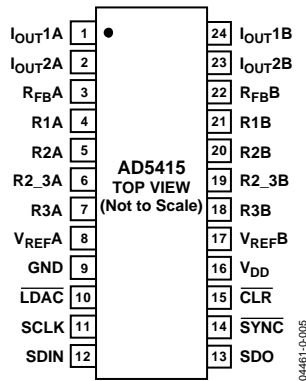 IOUT1A 1 24 IOUT1B
IOUT2A 2 23 IOUT2B
RFBA 3 22 RFBB
R1A 4 21 R1B
R2A 5 20 R2B
R2_3A 6 19 R2_3B
R3A 7 18 R3B
VREFA 8 17 VREFB
GND 9 16 VDD
LDAC 10 15 CLR
SCLK 11 14 SYNC
SDIN 12 13 SDO
AD5415
TOP VIEW
(Not to Scale)
04461-0-005